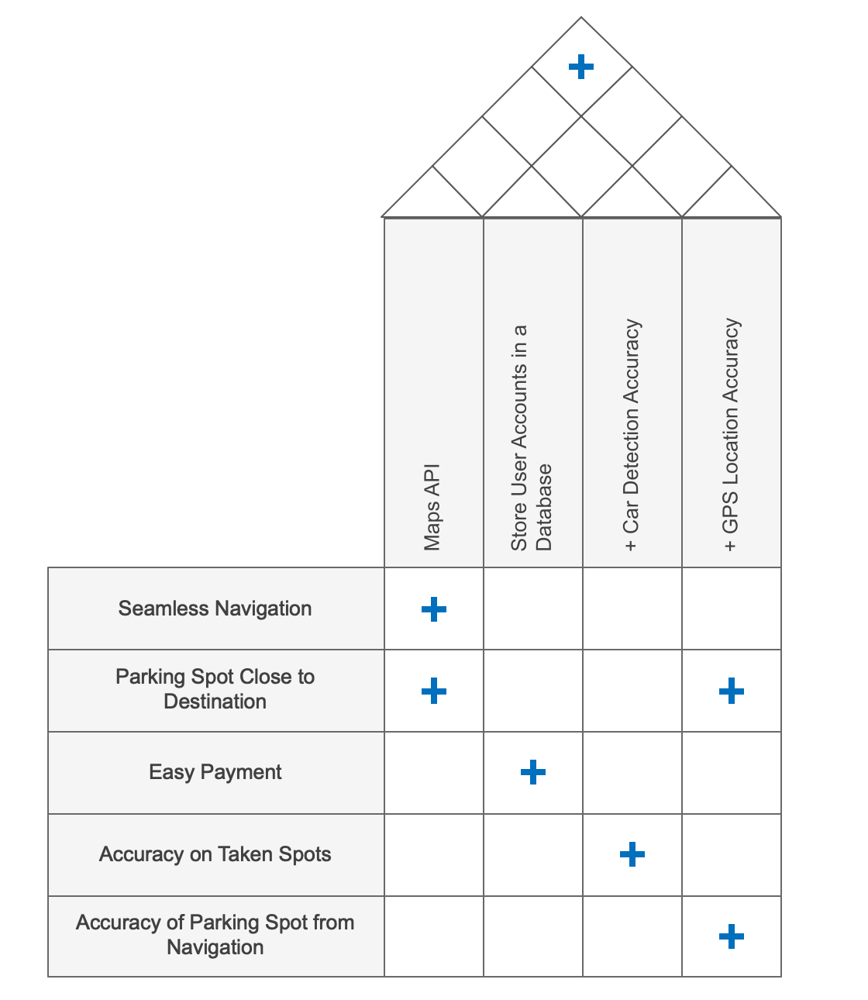 +
Maps API
Store User Accounts in a
Database
+ Car Detection Accuracy
+ GPS Location Accuracy
Seamless Navigation
+
Parking Spot Close to
Destination
+ +
Easy Payment
+
Accuracy on Taken Spots
+
Accuracy of Parking Spot from
Navigation
+